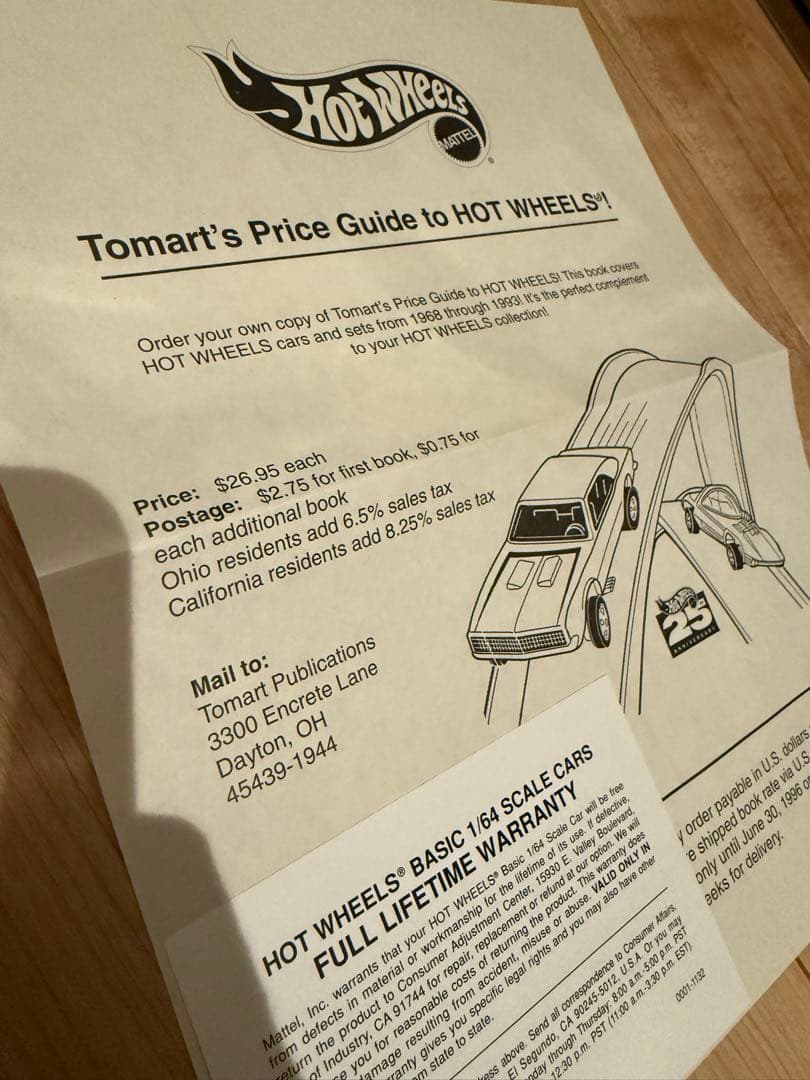 Hot Wheels
MATTEL
®
Tomart's Price Guide to HOT WHEELS®!
Order your own copy of Tomart's Price Guide to HOT WHEELS! This book covers
HOT WHEELS cars and sets from 1968 through 1993! It's the perfect complement
to your HOT WHEELS collection!
Price: $26.95 each
Postage: $2.75 for first book, $0.75 for
each additional book
Ohio residents add 6.5% sales tax
California residents add 8.25% sales tax
25th
ANNIVERSARY
Mail to:
Tomart Publications
3300 Encrete Lane
Dayton, OH
45439-1944
order payable in U.S. dollars
shipped book rate via U.S.
only until June 30, 1996 or
eeks for delivery.
HOT WHEELS® BASIC 1/64 SCALE CARS
FULL LIFETIME WARRANTY
Mattel, Inc. warrants that your HOT WHEELS® Basic 1/64 Scale Car will be free
from defects in material or workmanship for the lifetime of its use. If defective,
return the product to Consumer Adjustment Center, 15930 E. Valley Boulevard,
of Industry, CA 91744 for repair, replacement or refund at our option. We will
se you for reasonable costs of returning the product. This warranty does
damage resulting from accident, misuse or abuse. VALID ONLY IN
rranty gives you specific legal rights and you may also have other
om state to state.
ress above. Send all correspondence to Consumer Affairs,
El Segundo, CA 90245-5012, U.S.A. Or you may
nday through Thursday: 8:00 a.m.-5:00 p.m. PST
12:30 p.m. PST (11:00 a.m.-3:30 p.m. EST).
0001-1132